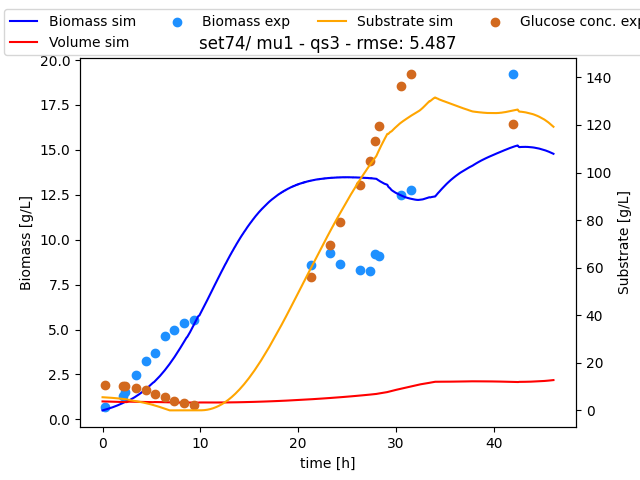 Biomass sim Biomass exp Substrate sim Glucose conc. exp
Volume sim
set74/ mu1 - qs3 - rmse: 5.487
20.0
17.5
15.0
12.5
10.0
7.5
5.0
2.5
0.0
Biomass [g/L]
140
120
100
80
60
40
20
0
Substrate [g/L]
0 10 20 30 40
time [h]